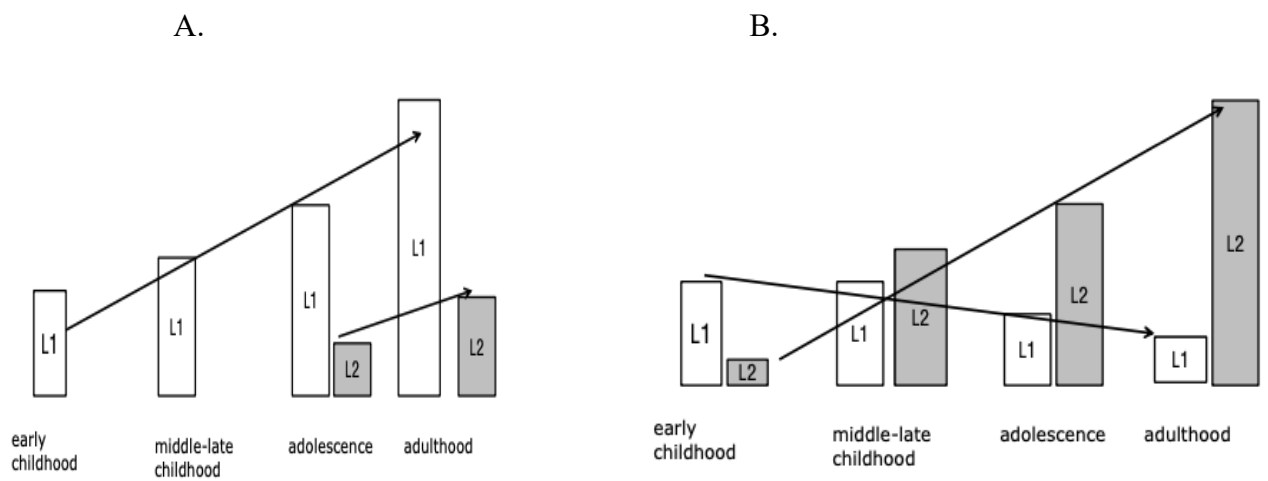 A.
B.
L1
L1
L1
L2
L1
L2
early
childhood
middle-late
childhood
adolescence
adulthood
L1
L2
L1
L2
L1
L2
L1
L2
early
childhood
middle-late
childhood
adolescence
adulthood